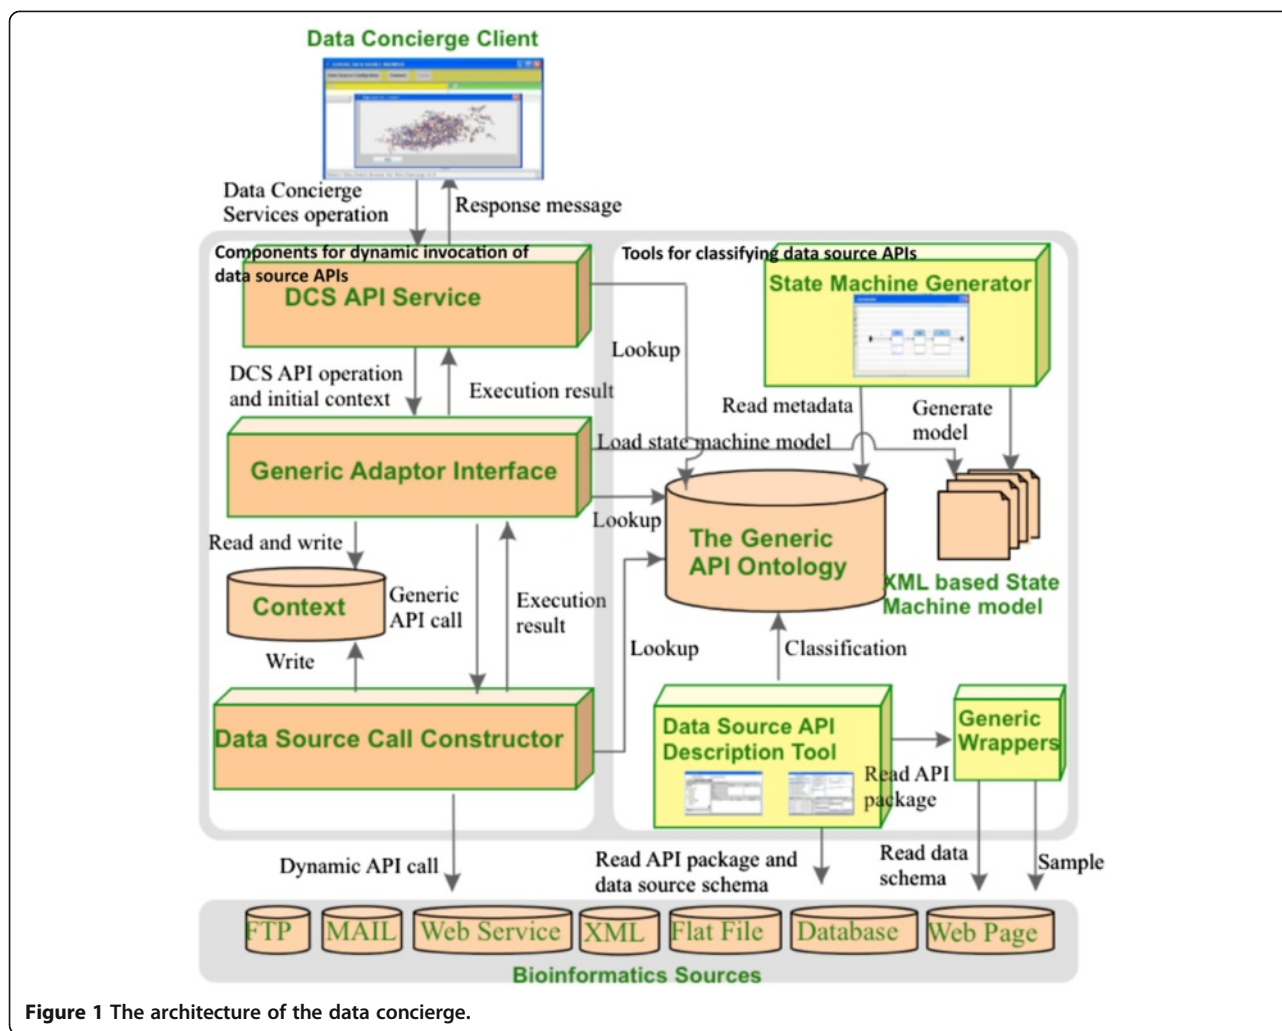 Data Concierge Client
Data Concierge
Services operation
Response message
Components for dynamic invocation of
data source APIs
DCS API Service
Tools for classifying data source APIs
State Machine Generator
Lookup
DCS API operation
and initial context
Execution result
Read metadata
Generate
model
Load state machine model
Generic Adaptor Interface
Lookup
The Generic
API Ontology
XML based State
Machine model
Read and write
Context
Generic
API call
Execution
result
Write
Lookup
Classification
Data Source Call Constructor
Data Source API
Description Tool
Generic
Wrappers
Read API
package
Dynamic API call
Read API package and
data source schema
Read data
schema
Sample
FTP
MAIL
Web Service
XML
Flat File
Database
Web Page
Bioinformatics Sources
Figure 1 The architecture of the data concierge.